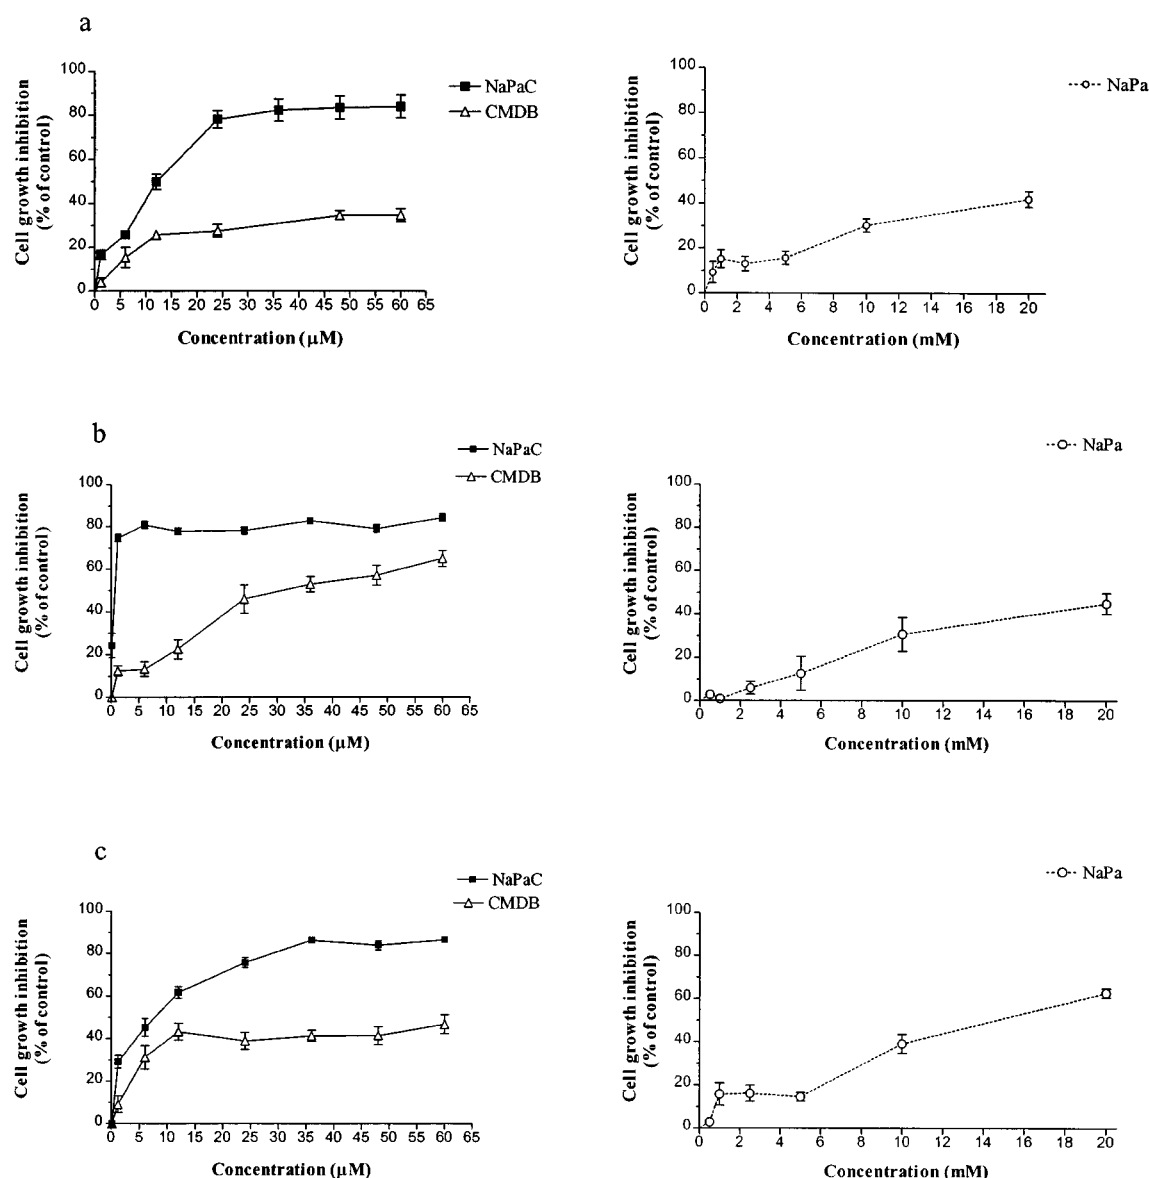 a
NaPaC
CMDB
Cell growth inhibition
(% of control)
100
80
60
40
20
0
0 5 10 15 20 25 30 35 40 45 50 55 60 65
Concentration (µM)
NaPa
Cell growth inhibition
(% of control)
100
80
60
40
20
0
0 2 4 6 8 10 12 14 16 18 20
Concentration (mM)
b
NaPaC
CMDB
Cell growth inhibition
(% of control)
100
80
60
40
20
0
0 5 10 15 20 25 30 35 40 45 50 55 60 65
Concentration (µM)
NaPa
Cell growth inhibition
(% of control)
100
80
60
40
20
0
0 2 4 6 8 10 12 14 16 18 20
Concentration (mM)
c
NaPaC
CMDB
Cell growth inhibition
(% of control)
100
80
60
40
20
0
0 5 10 15 20 25 30 35 40 45 50 55 60 65
Concentration (µM)
NaPa
Cell growth inhibition
(% of control)
100
80
60
40
20
0
0 2 4 6 8 10 12 14 16 18 20
Concentration (mM)